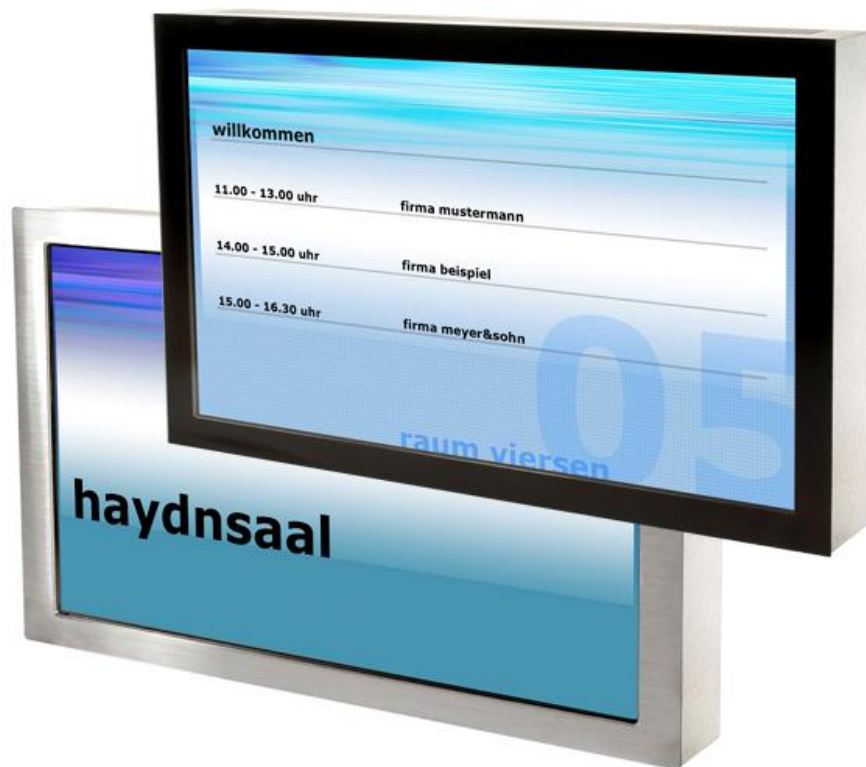 willkommen
11.00 - 13.00 uhr firma mustermann
14.00 - 15.00 uhr firma beispiel
15.00 - 16.30 uhr firma meyer&sohn
05
raum viersen
haydnsaal